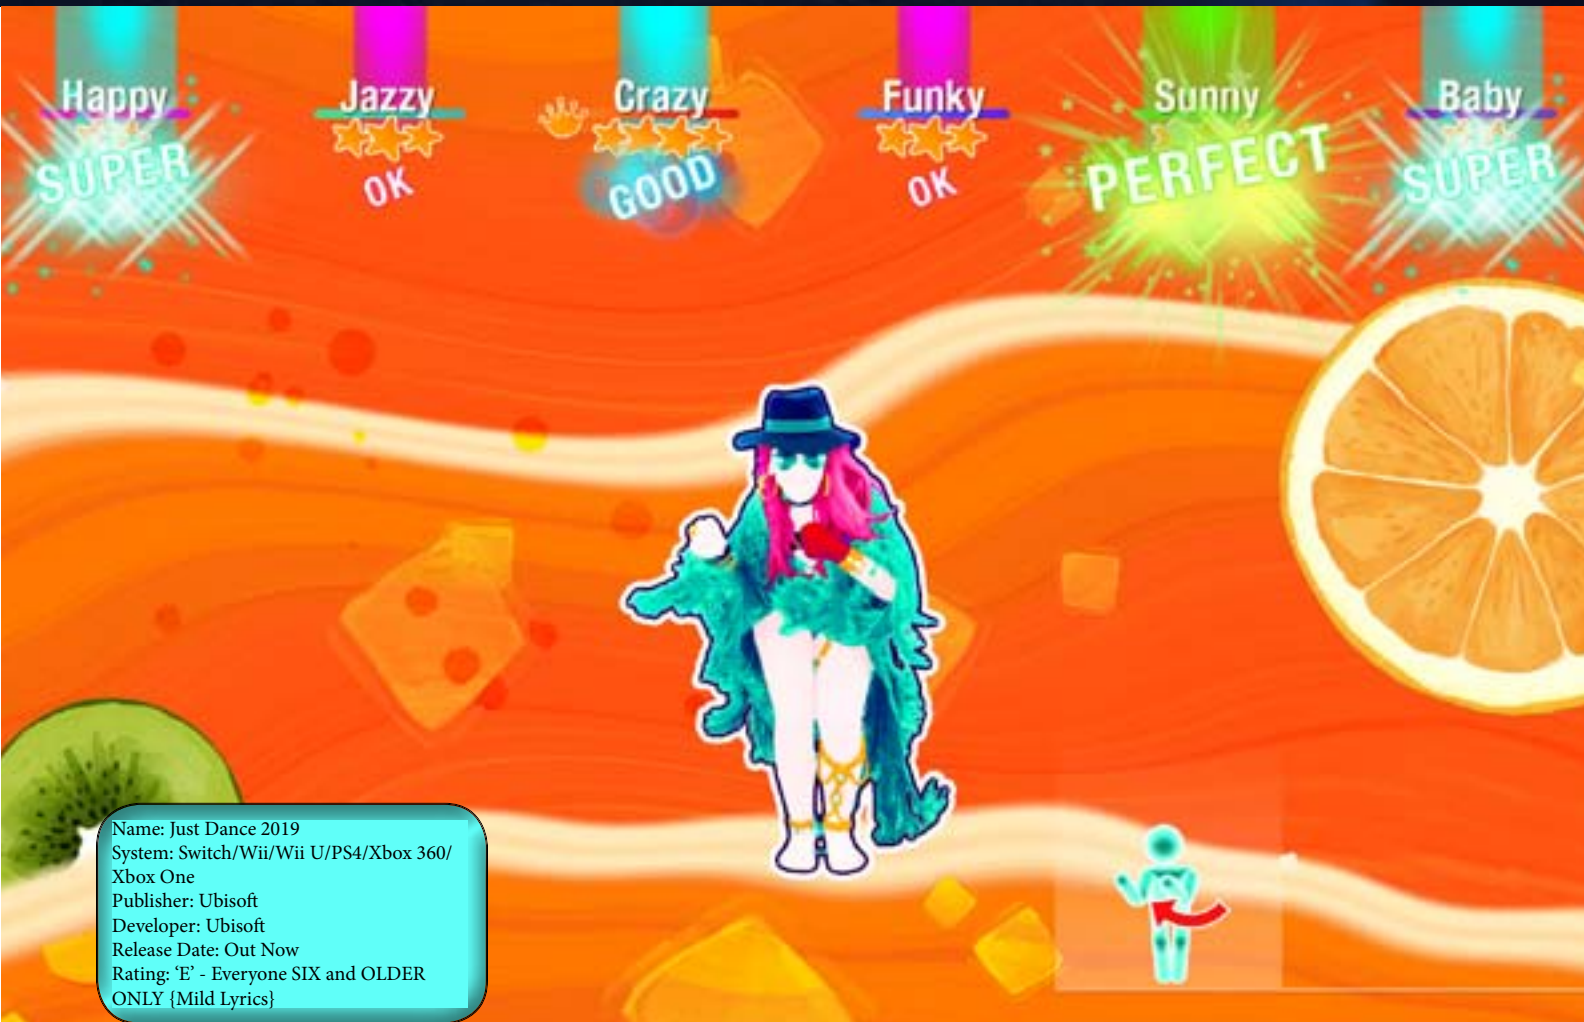 Happy Jazzy Crazy Funky Sunny Baby
SUPER OK GOOD OK PERFECT SUPER
Name: Just Dance 2019
System: Switch/Wii/Wii U/PS4/Xbox 360/
Xbox One
Publisher: Ubisoft
Developer: Ubisoft
Release Date: Out Now
Rating: ‘E’ - Everyone SIX and OLDER
ONLY {Mild Lyrics}